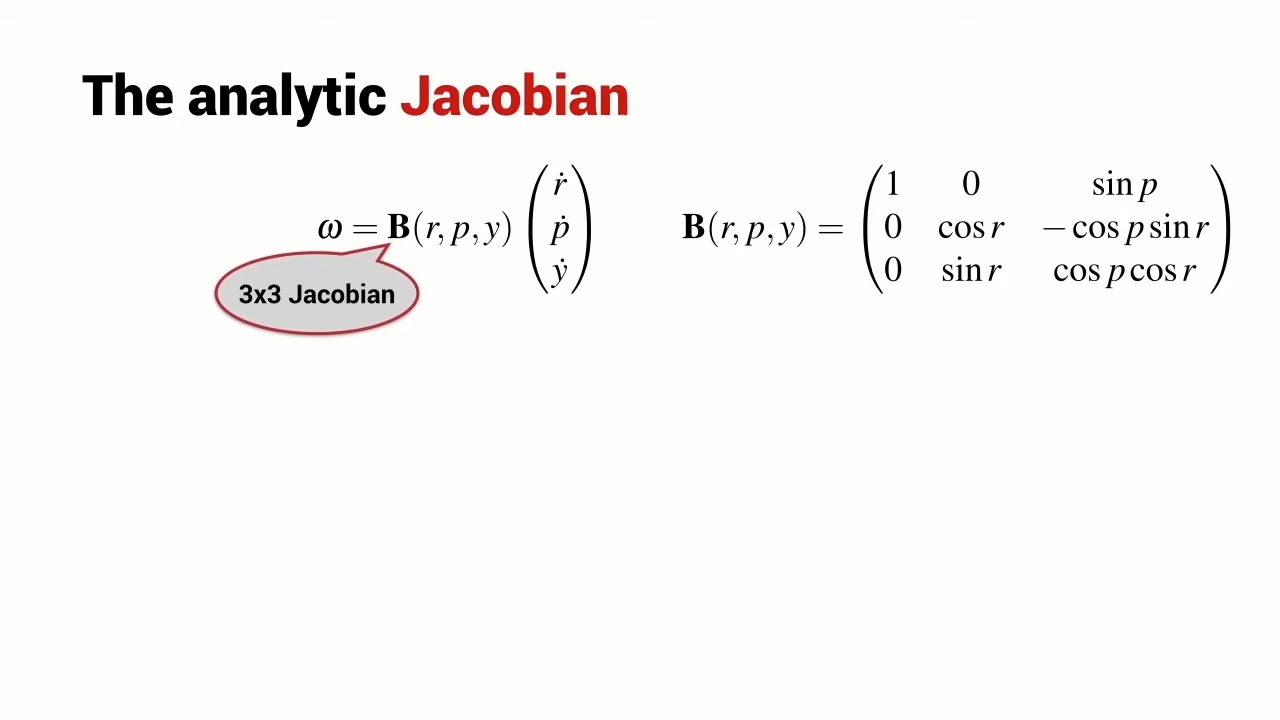 The analytic Jacobian
ω = B(r, p, y) (ṙ ṗ ẏ)
B(r, p, y) = (1 0 sin p
0 cos r − cos p sin r
0 sin r cos p cos r)
3x3 Jacobian